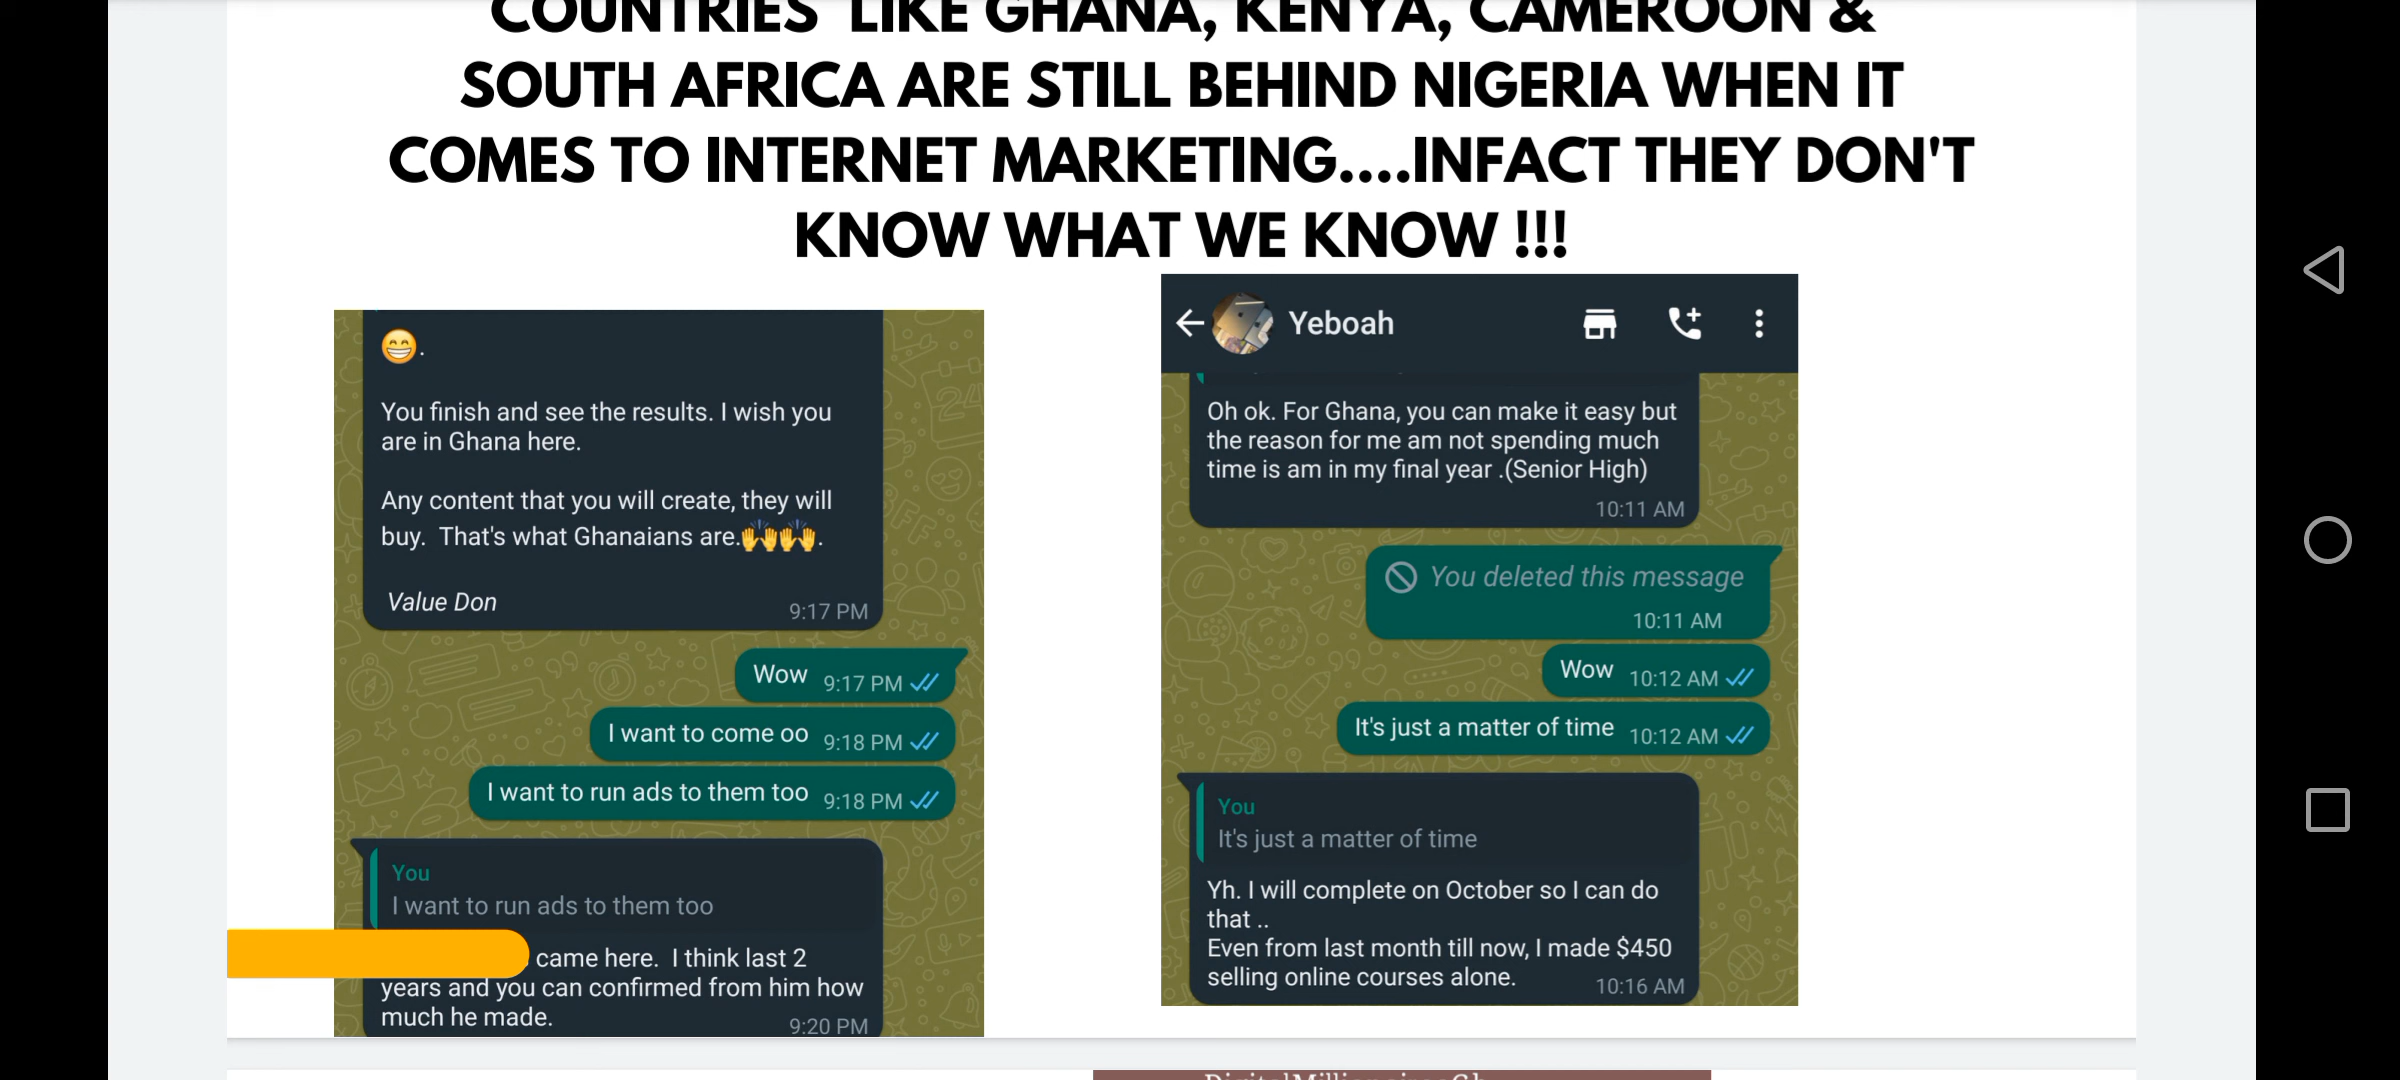 COUNTRIES LIKE GHANA, KENYA, CAMEROON &
SOUTH AFRICA ARE STILL BEHIND NIGERIA WHEN IT
COMES TO INTERNET MARKETING....INFACT THEY DON'T
KNOW WHAT WE KNOW !!!
😁.
You finish and see the results. I wish you
are in Ghana here.
Any content that you will create, they will
buy. That's what Ghanaians are.🙌🙌.
Value Don
9:17 PM
Wow 9:17 PM
I want to come oo 9:18 PM
I want to run ads to them too 9:18 PM
You
I want to run ads to them too
came here. I think last 2
years and you can confirmed from him how
much he made.
9:20 PM
Yeboah
Oh ok. For Ghana, you can make it easy but
the reason for me am not spending much
time is am in my final year .(Senior High)
10:11 AM
You deleted this message
10:11 AM
Wow 10:12 AM
It's just a matter of time 10:12 AM
You
It's just a matter of time
Yh. I will complete on October so I can do
that ..
Even from last month till now, I made $450
selling online courses alone.
10:16 AM